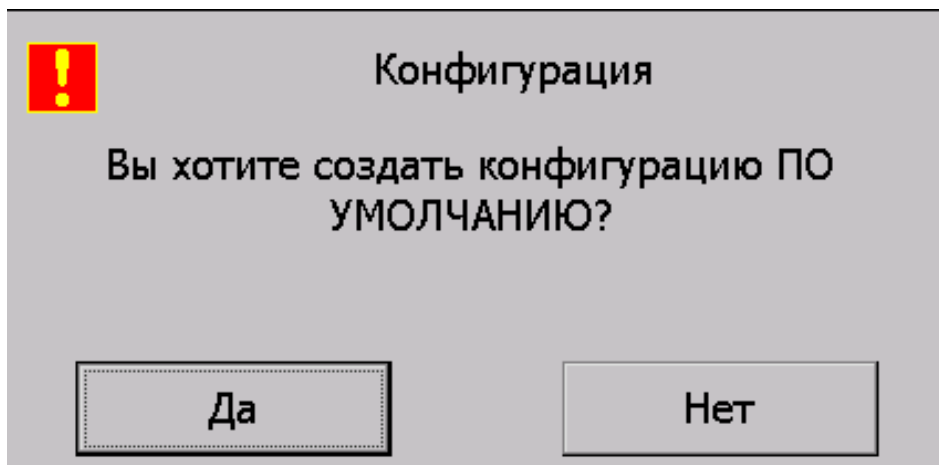 Конфигурация
Вы хотите создать конфигурацию ПО
УМОЛЧАНИЮ?
Да
Нет